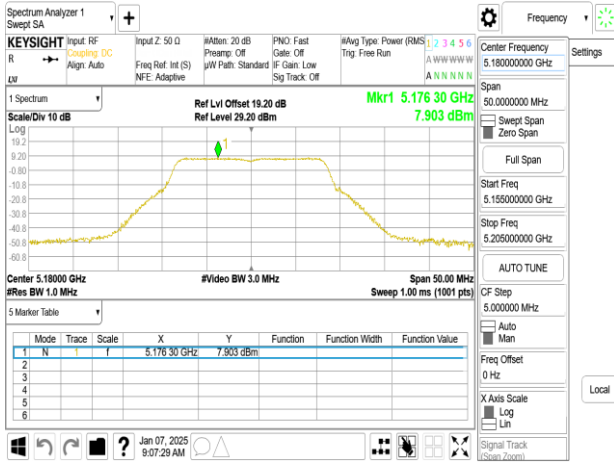 Spectrum Analyzer 1
Swept SA
+
Frequency
KEYSIGHT
R
LXI
Input: RF
Coupling: DC
Align: Auto
Input Z: 50 Ω
Freq Ref: Int (S)
NFE: Adaptive
#Atten: 20 dB
Preamp: Off
µW Path: Standard
PNO: Fast
Gate: Off
IF Gain: Low
Sig Track: Off
#Avg Type: Power (RMS
Trig: Free Run
1 2 3 4 5 6
A W W W W W
A N N N N N
1 Spectrum
Scale/Div 10 dB
Ref Lvl Offset 19.20 dB
Ref Level 29.20 dBm
Mkr1 5.176 30 GHz
7.903 dBm
Log
19.2
9.20
-0.80
-10.8
-20.8
-30.8
-40.8
-50.8
-60.8
1
Center 5.18000 GHz
#Res BW 1.0 MHz
#Video BW 3.0 MHz
Span 50.00 MHz
Sweep 1.00 ms (1001 pts)
5 Marker Table
Mode Trace Scale X Y Function Function Width Function Value
1 N 1 f 5.176 30 GHz 7.903 dBm
2
3
4
5
6
?
Jan 07, 2025
9:07:29 AM
Center Frequency
5.180000000 GHz
Span
50.0000000 MHz
Swept Span
Zero Span
Full Span
Start Freq
5.155000000 GHz
Stop Freq
5.205000000 GHz
AUTO TUNE
CF Step
5.000000 MHz
Auto
Man
Freq Offset
0 Hz
X Axis Scale
Log
Lin
Signal Track
(Span Zoom)
Settings
Local